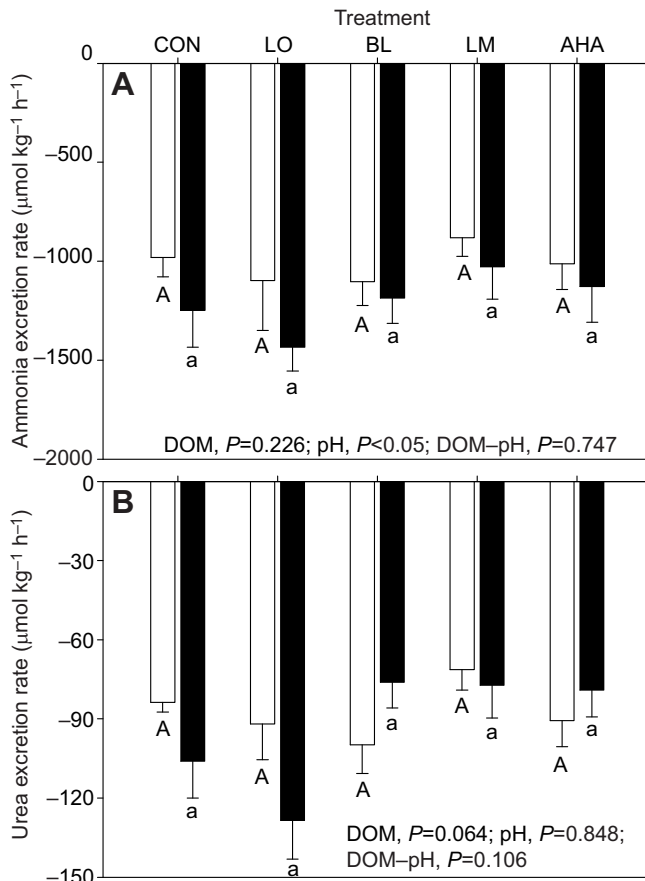 Treatment
CON LO BL LM AHA
A
0
–500
–1000
–1500
–2000
Ammonia excretion rate (μmol kg⁻¹ h⁻¹)
A a A a A a A a A a
DOM, P=0.226; pH, P<0.05; DOM–pH, P=0.747
B
0
–30
–60
–90
–120
–150
Urea excretion rate (μmol kg⁻¹ h⁻¹)
A a A a A a A a A a
DOM, P=0.064; pH, P=0.848;
DOM–pH, P=0.106